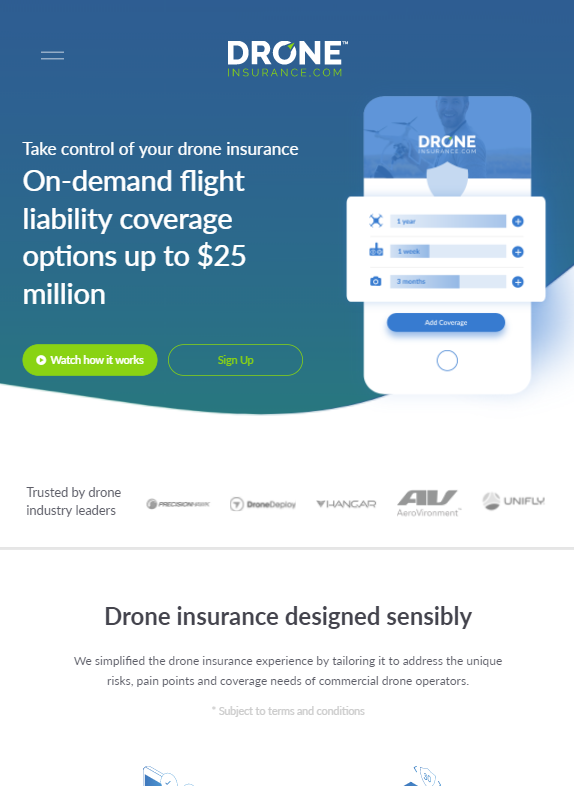 DRONE™
INSURANCE.COM
Take control of your drone insurance
On-demand flight
liability coverage
options up to $25
million
Watch how it works
Sign Up
DRONE
INSURANCE.COM
1 year
1 week
3 months
Add Coverage
Trusted by drone
industry leaders
PRECISIONHAWK
DroneDeploy
HANGAR
AV
AeroVironment™
UNIFLY
Drone insurance designed sensibly
We simplified the drone insurance experience by tailoring it to address the unique
risks, pain points and coverage needs of commercial drone operators.
* Subject to terms and conditions
30